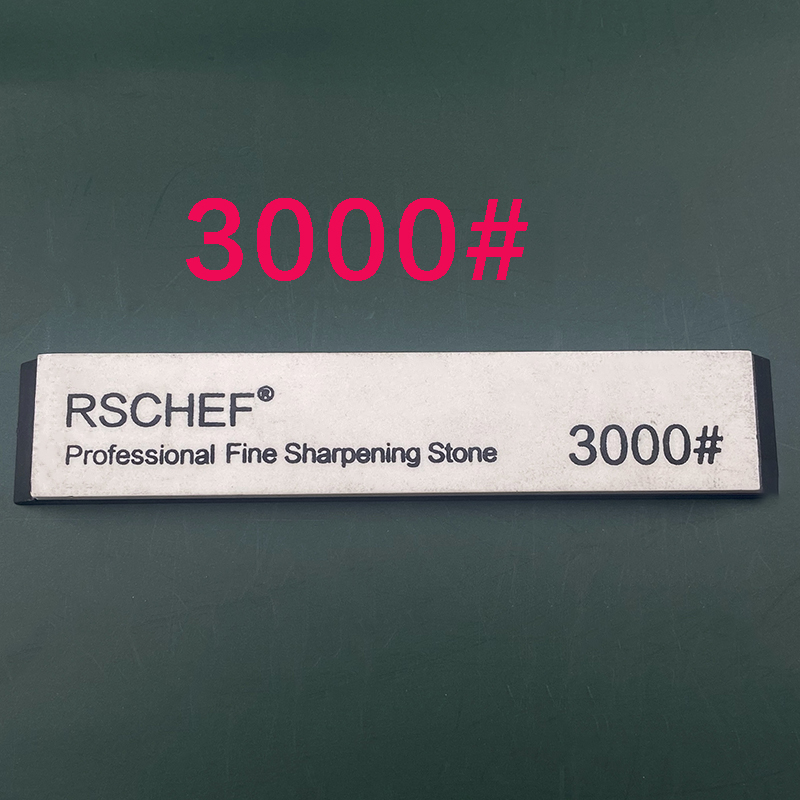 3000#
RSCHEF®
Professional Fine Sharpening Stone
3000#